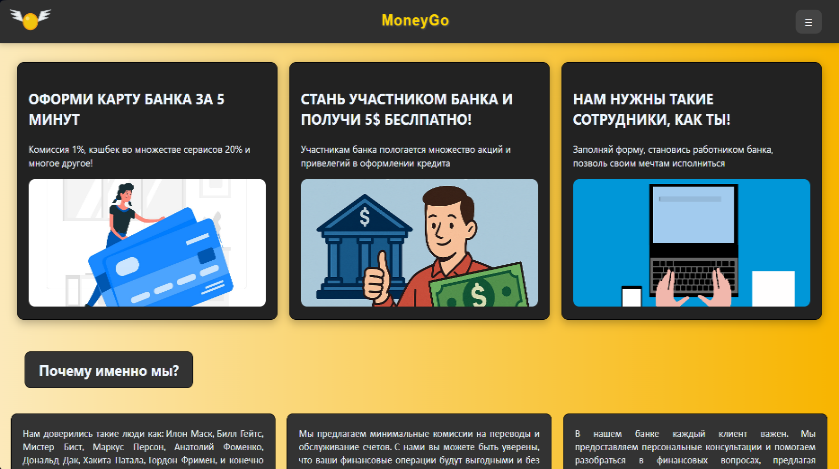 MoneyGo
☰
ОФОРМИ КАРТУ БАНКА ЗА 5
МИНУТ
Комиссия 1%, кэшбек во множестве сервисов 20% и
многое другое!
СТАНЬ УЧАСТНИКОМ БАНКА И
ПОЛУЧИ 5$ БЕСЛПАТНО!
Участникам банка пологается множество акций и
привелегий в оформлении кредита
$
$
НАМ НУЖНЫ ТАКИЕ
СОТРУДНИКИ, КАК ТЫ!
Заполняй форму, становись работником банка,
позволь своим мечтам исполниться
Почему именно мы?
Нам доверились такие люди как: Илон Маск, Билл Гейтс,
Мистер Бист, Маркус Персон, Анатолий Фоменко,
Дональд Дак, Хакита Патала, Гордон Фримен, и конечно
Мы предлагаем минимальные комиссии на переводы и
обслуживание счетов. С нами вы можете быть уверены,
что ваши финансовые операции будут выгодными и без
В нашем банке каждый клиент важен. Мы
предоставляем персональные консультации и помогаем
разобраться в финансовых вопросах, предлагая